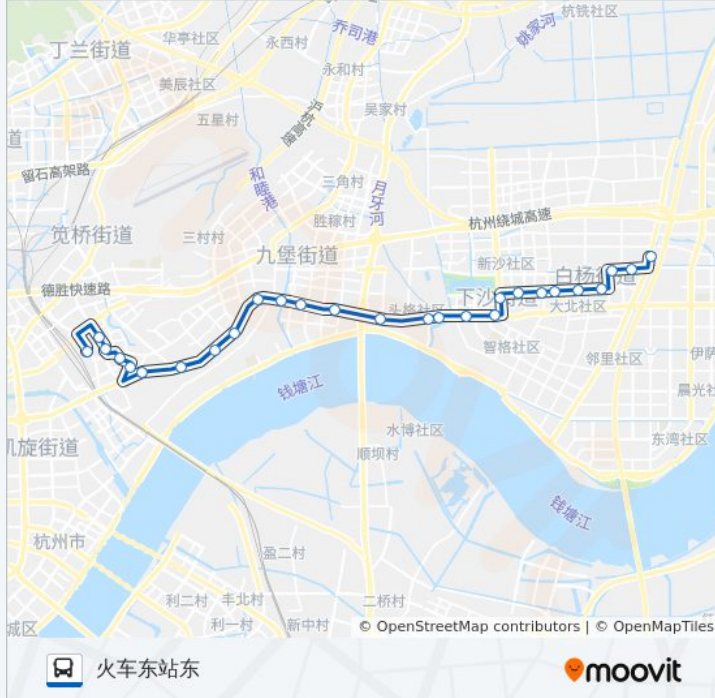 杭铣社区
乔司港
姚家河
华亭社区
永西村
丁兰街道
永和村
美辰社区
吴家村
沪杭高速
五星村
道
留石高架路
和睦港
三角村
月牙河
胜稼村
杭州绕城高速
笕桥街道
三村村
九堡街道
新沙社区
白杨街道
德胜快速路
头格社区
下沙街道
大北社区
智格社区
邻里社区
伊萨
钱塘江
晨光社
水博社区
东湾社区
凯旋街道
顺坝村
钱塘江
杭州市
盈二村
利二村
丰北村
二桥村
城区
利一村
新中村
© OpenStreetMap contributors | © OpenMapTiles
火车东站东
moovit